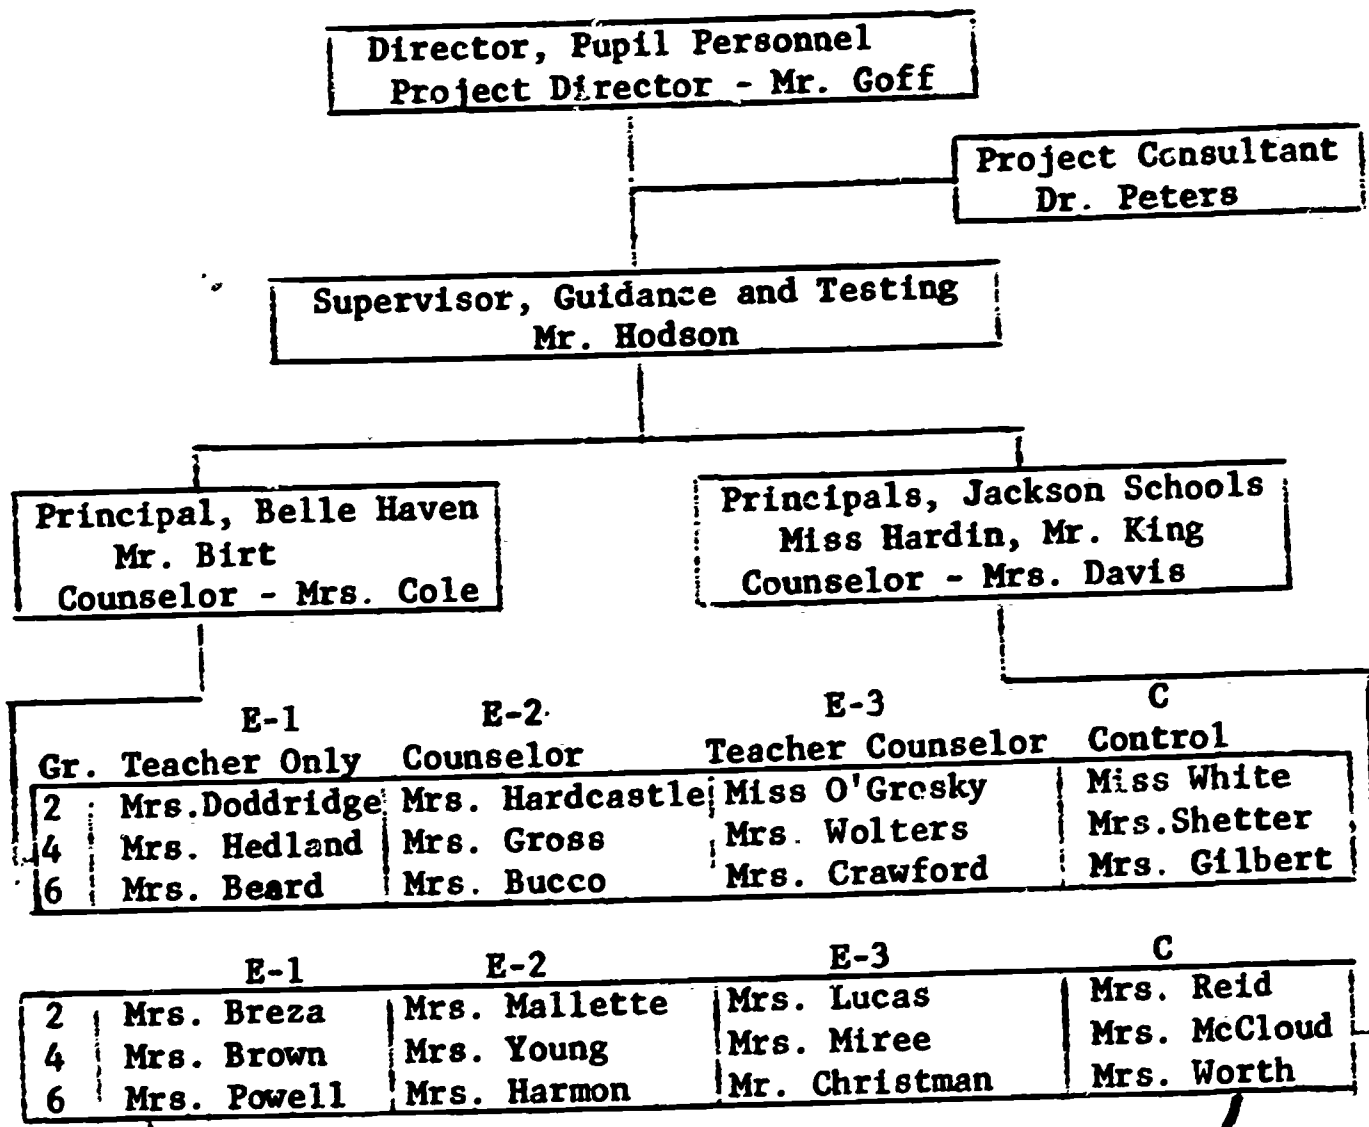 Director, Pupil Personnel
Project Director - Mr. Goff
Project Consultant
Dr. Peters
Supervisor, Guidance and Testing
Mr. Hodson
Principal, Belle Haven
Mr. Birt
Counselor - Mrs. Cole
Principals, Jackson Schools
Miss Hardin, Mr. King
Counselor - Mrs. Davis
E-1 E-2 E-3 C
Gr. Teacher Only Counselor Teacher Counselor Control
2 Mrs.Doddridge Mrs. Hardcastle Miss O'Grosky Miss White
4 Mrs. Hedland Mrs. Gross Mrs. Wolters Mrs.Shetter
6 Mrs. Beard Mrs. Bucco Mrs. Crawford Mrs. Gilbert
E-1 E-2 E-3 C
2 Mrs. Breza Mrs. Mallette Mrs. Lucas Mrs. Reid
4 Mrs. Brown Mrs. Young Mrs. Miree Mrs. McCloud
6 Mrs. Powell Mrs. Harmon Mr. Christman Mrs. Worth